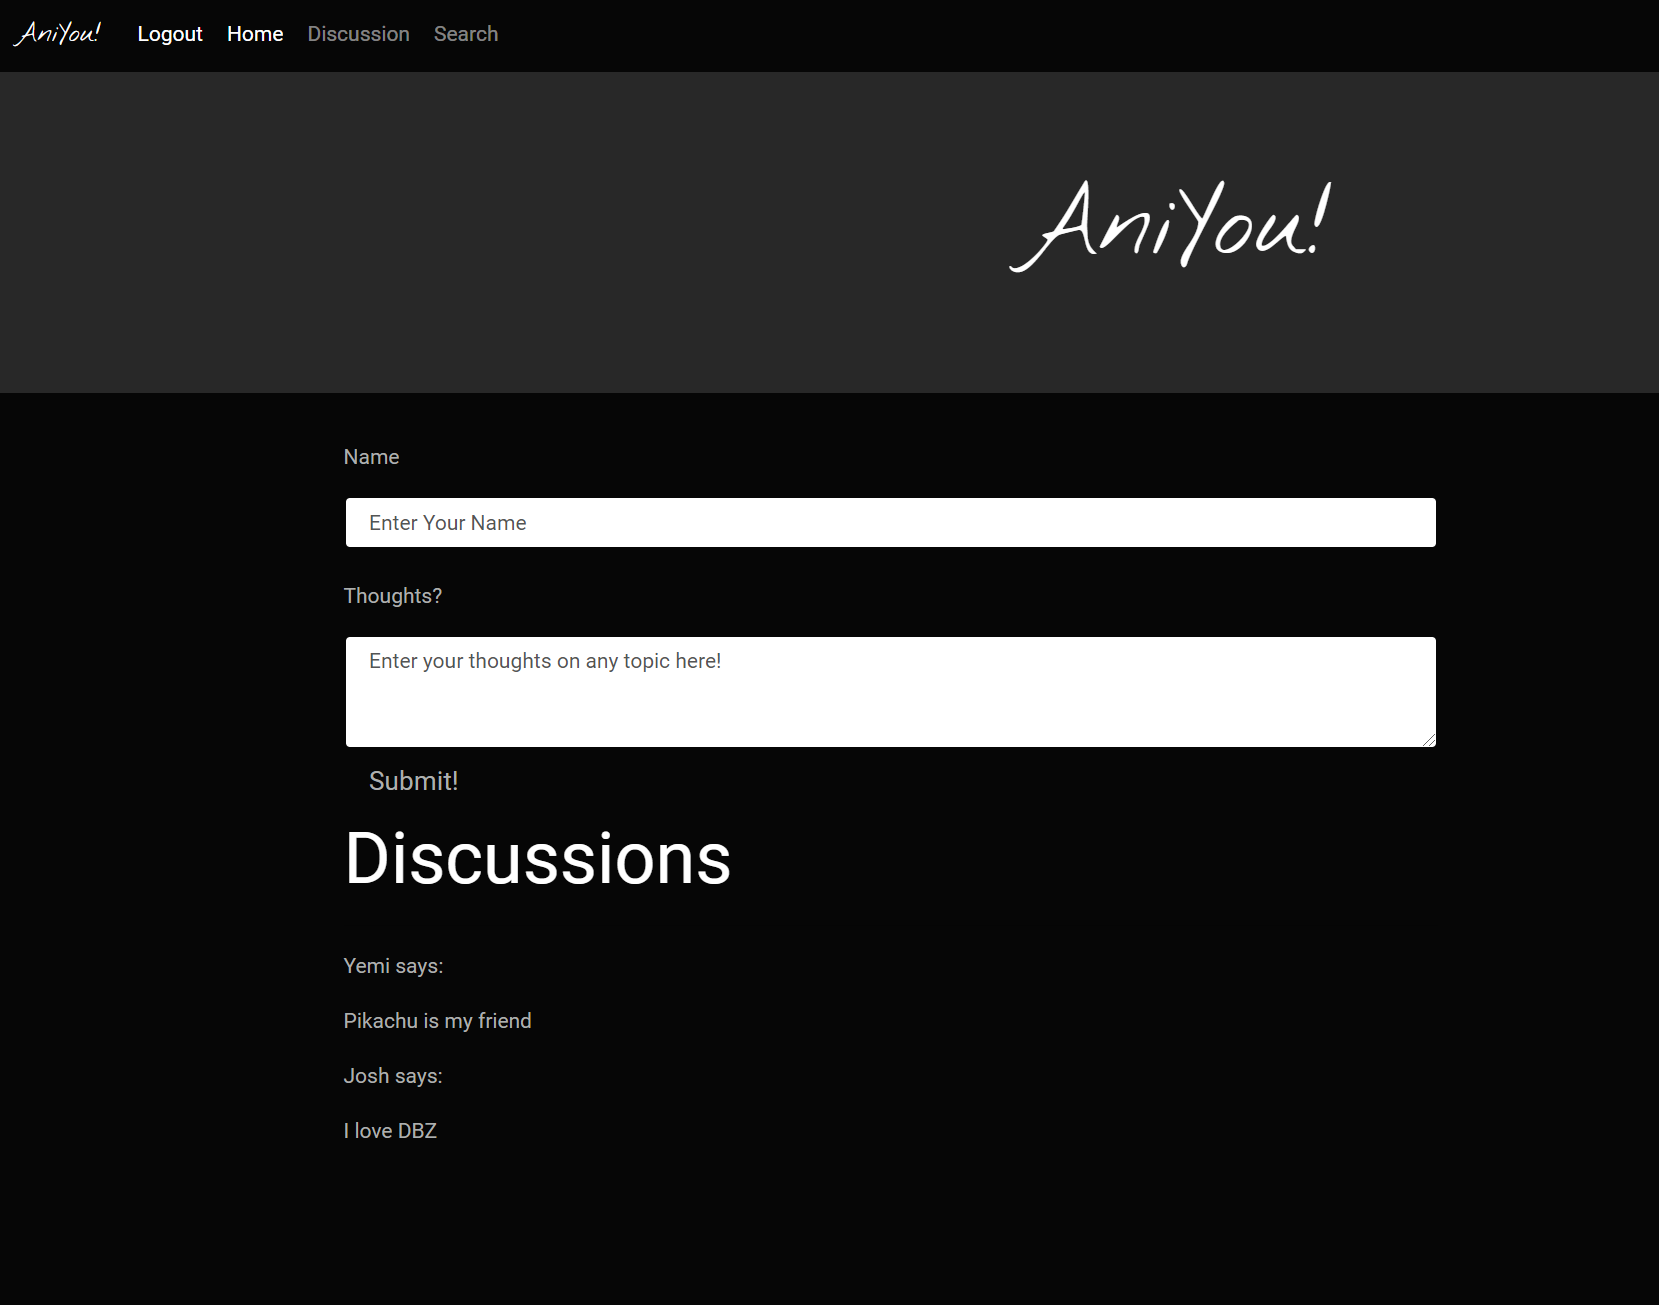 AniYou! Logout Home Discussion Search
AniYou!
Name
Enter Your Name
Thoughts?
Enter your thoughts on any topic here!
Submit!
Discussions
Yemi says:
Pikachu is my friend
Josh says:
I love DBZ